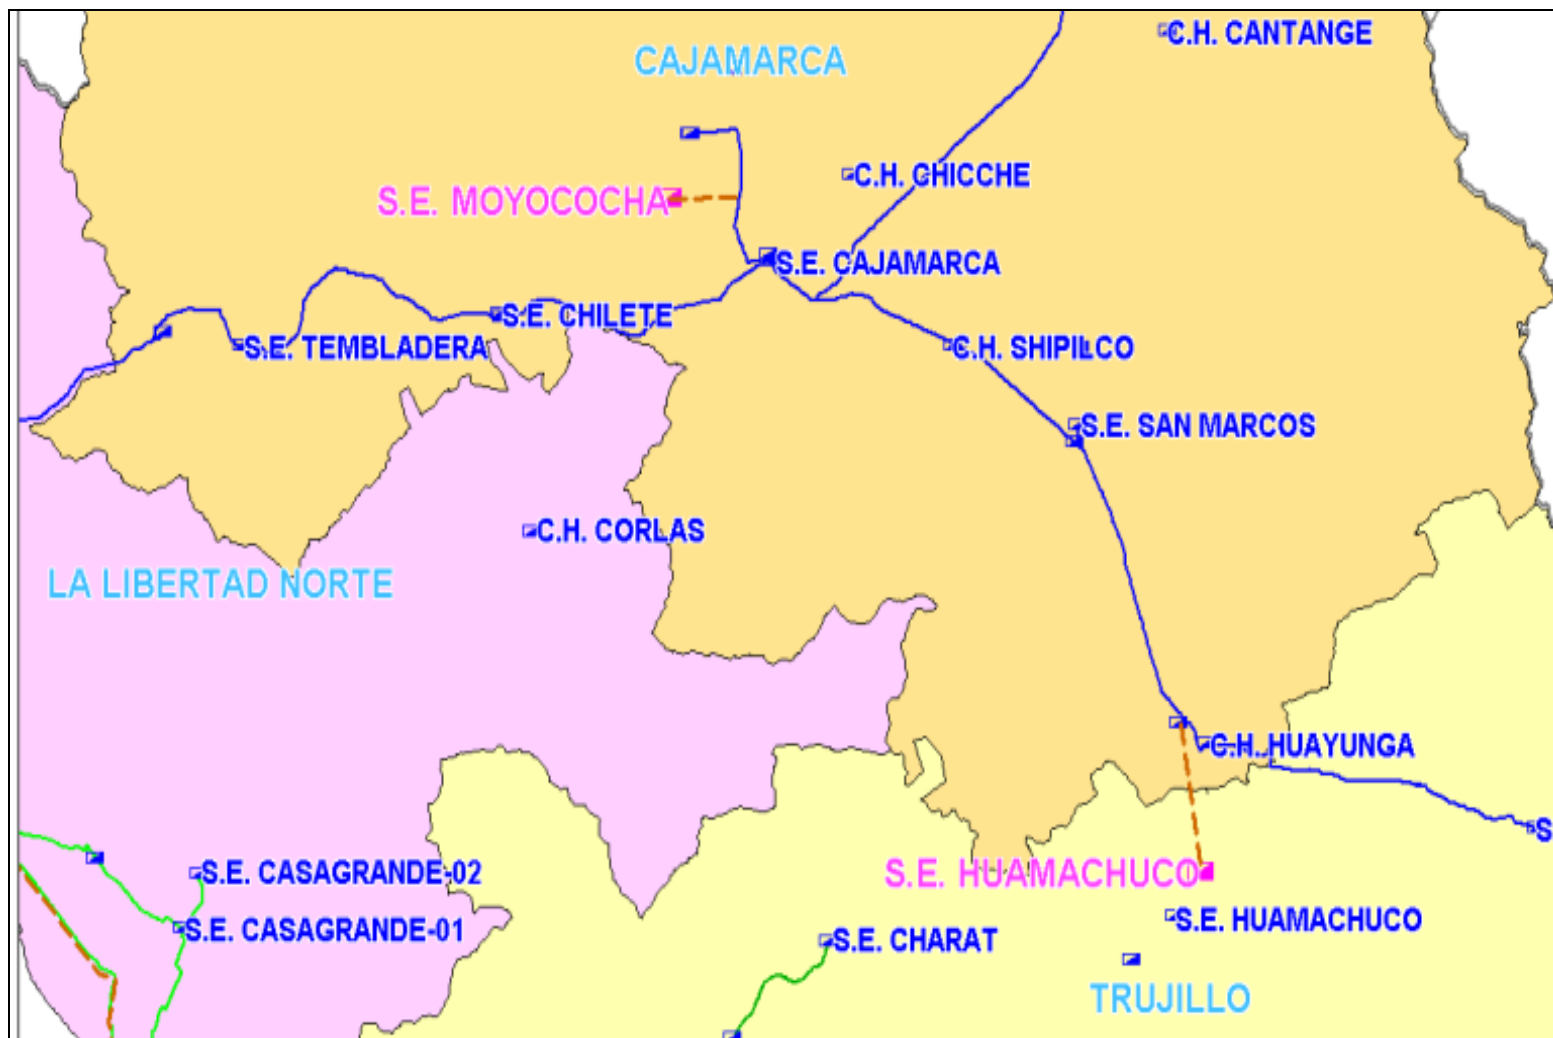 C.H. CANTANGE
CAJAMARCA
C.H. CHICCHE
S.E. MOYOCOCHA
S.E. CAJAMARCA
S.E. CHILETE
S.E. TEMBLADERA
C.H. SHIPILCO
S.E. SAN MARCOS
C.H. CORLAS
LA LIBERTAD NORTE
C.H. HUAYUNGA
S
S.E. CASAGRANDE-02
S.E. HUAMACHUCO
S.E. CASAGRANDE-01
S.E. HUAMACHUCO
S.E. CHARAT
TRUJILLO